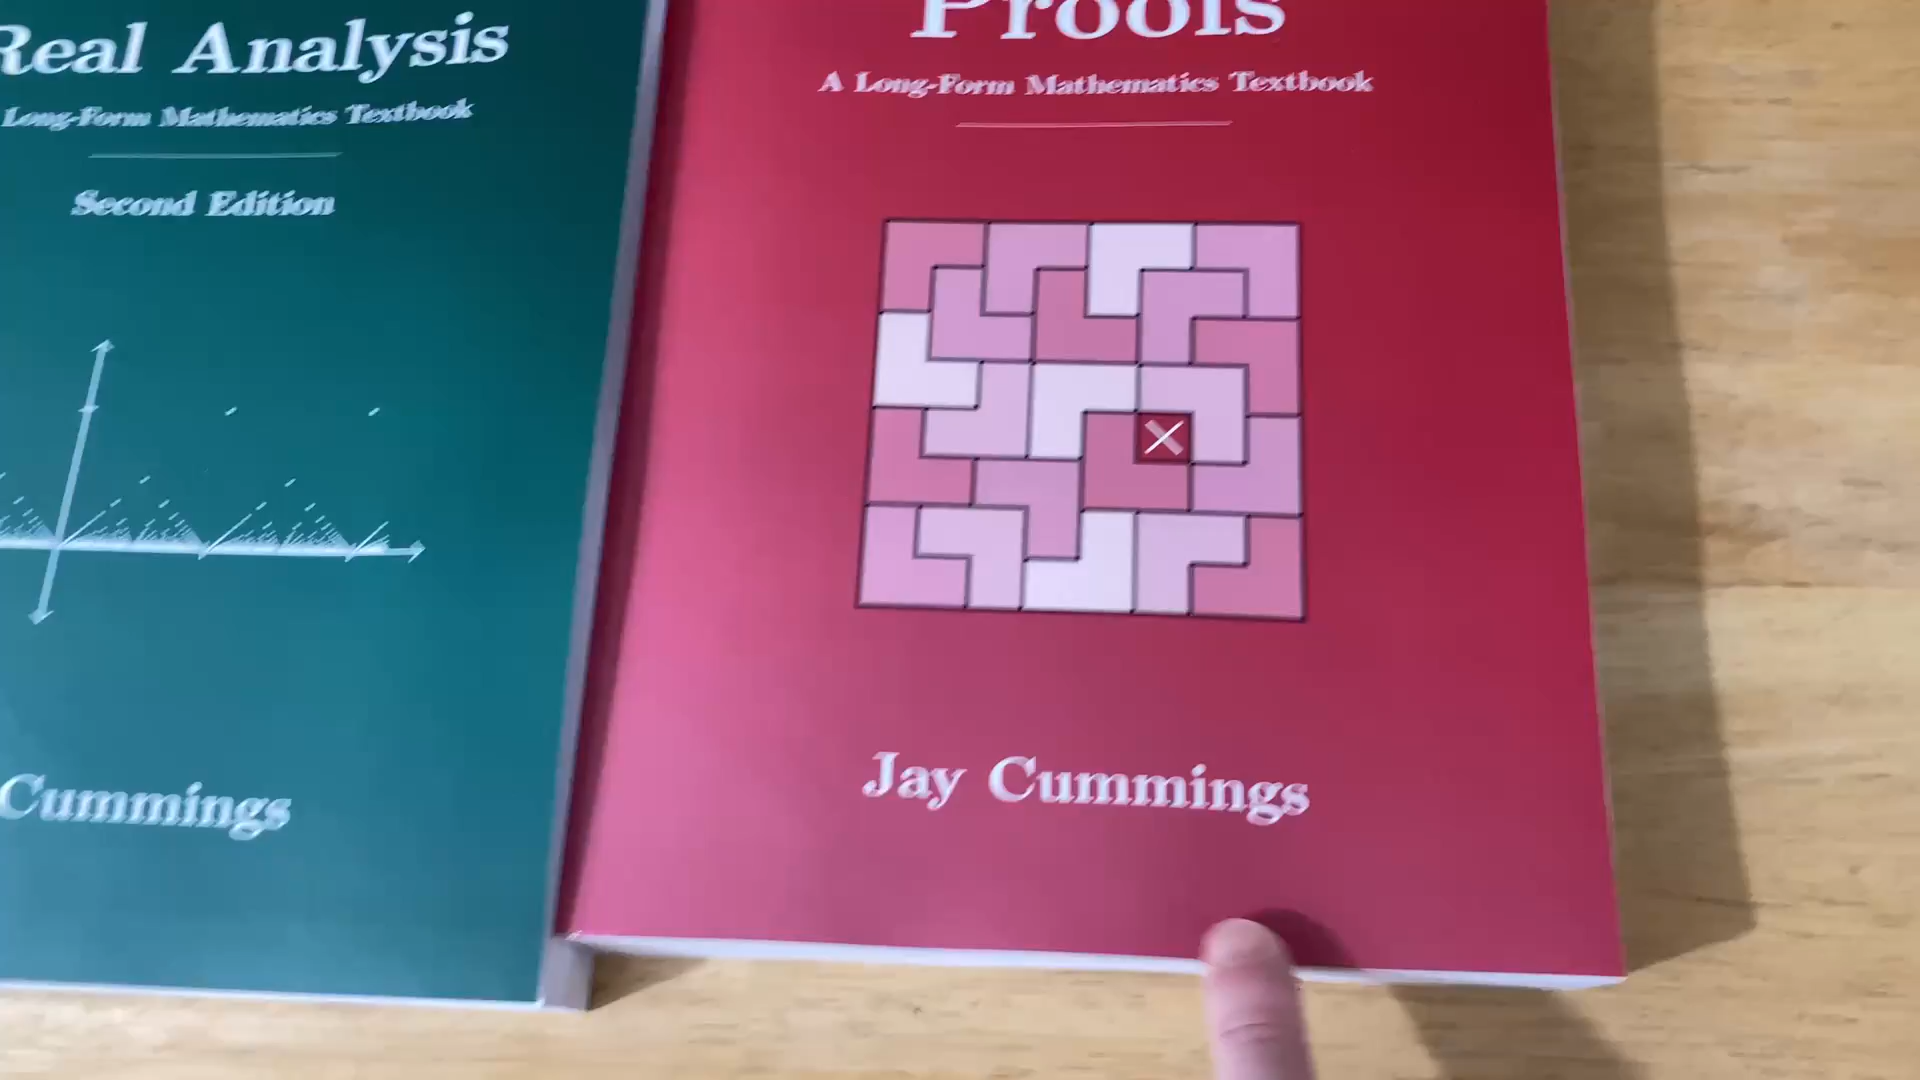 Real Analysis
Long-Form Mathematics Textbook
Second Edition
Cummings
Proofs
A Long-Form Mathematics Textbook
Jay Cummings